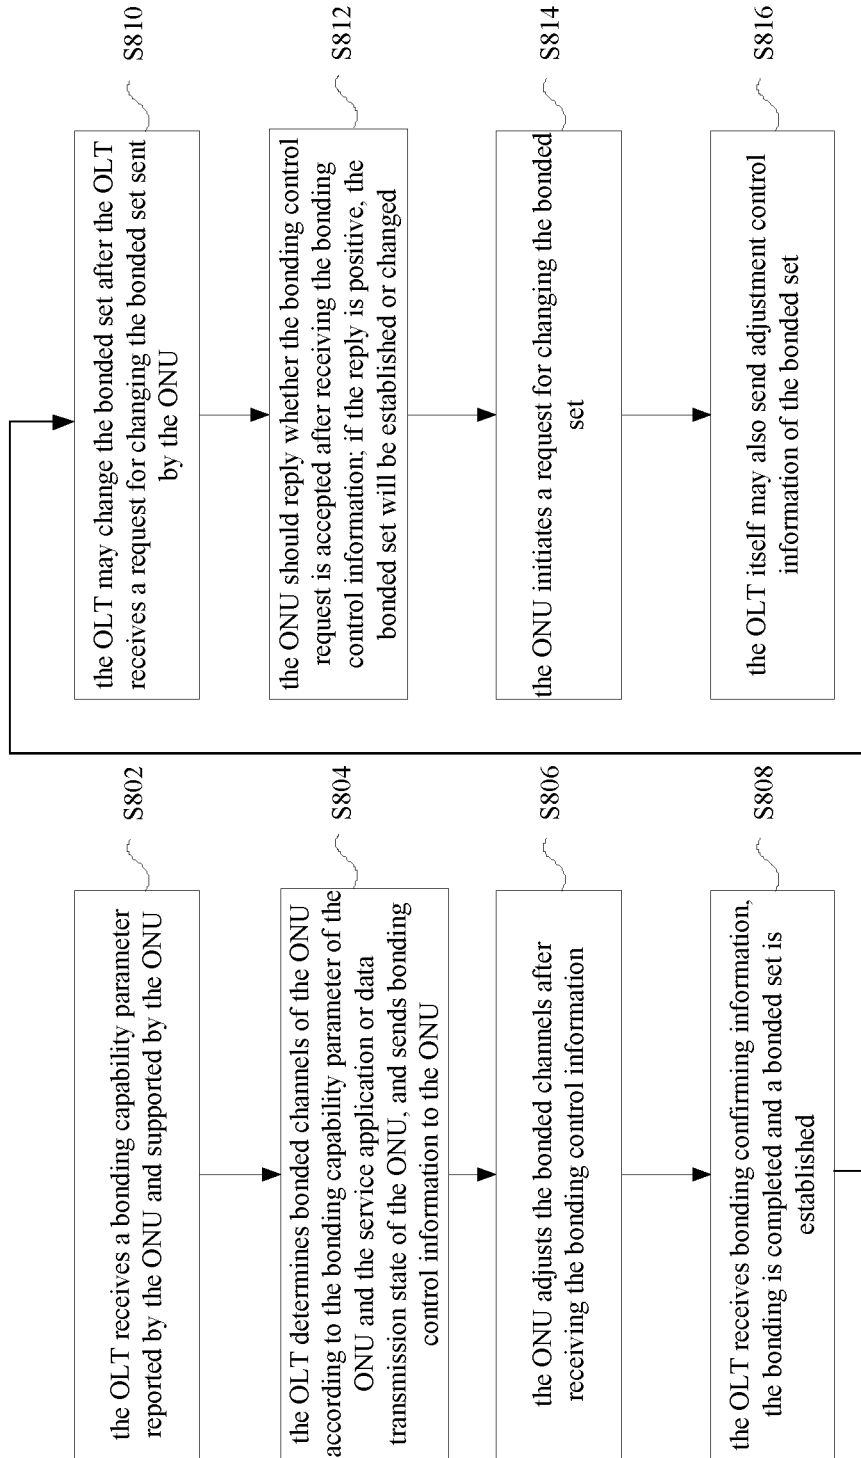 the OLT receives a bonding capability parameter
reported by the ONU and supported by the ONU
S802
the OLT determines bonded channels of the ONU
according to the bonding capability parameter of the
ONU and the service application or data
transmission state of the ONU, and sends bonding
control information to the ONU
S804
the ONU adjusts the bonded channels after
receiving the bonding control information
S806
the OLT receives bonding confirming information,
the bonding is completed and a bonded set is
established
S808
the OLT may change the bonded set after the OLT
receives a request for changing the bonded set sent
by the ONU
S810
the ONU should reply whether the bonding control
request is accepted after receiving the bonding
control information; if the reply is positive, the
bonded set will be established or changed
S812
the ONU initiates a request for changing the bonded
set
S814
the OLT itself may also send adjustment control
information of the bonded set
S816